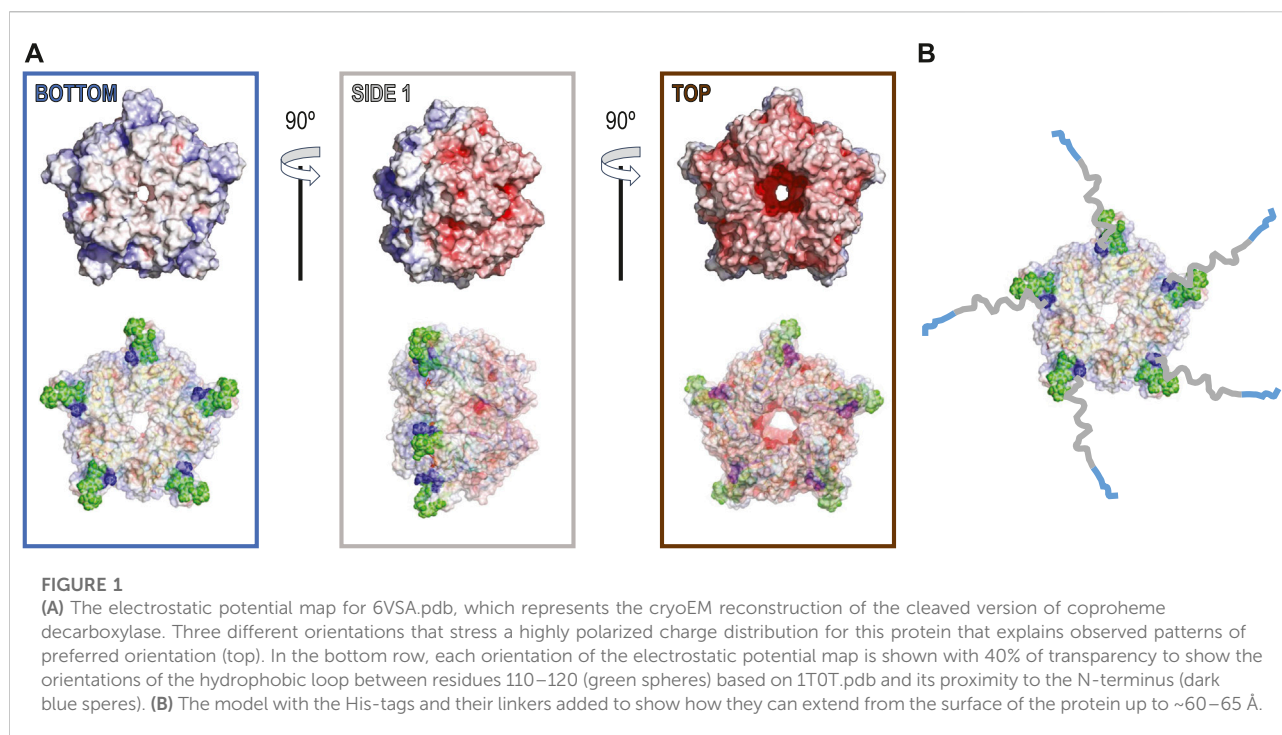 A
B
BOTTOM
90º
SIDE 1
90º
TOP
FIGURE 1
(A) The electrostatic potential map for 6VSA.pdb, which represents the cryoEM reconstruction of the cleaved version of coproheme
decarboxylase. Three different orientations that stress a highly polarized charge distribution for this protein that explains observed patterns of
preferred orientation (top). In the bottom row, each orientation of the electrostatic potential map is shown with 40% of transparency to show the
orientations of the hydrophobic loop between residues 110–120 (green spheres) based on 1T0T.pdb and its proximity to the N-terminus (dark
blue speres). (B) The model with the His-tags and their linkers added to show how they can extend from the surface of the protein up to ~60–65 Å.